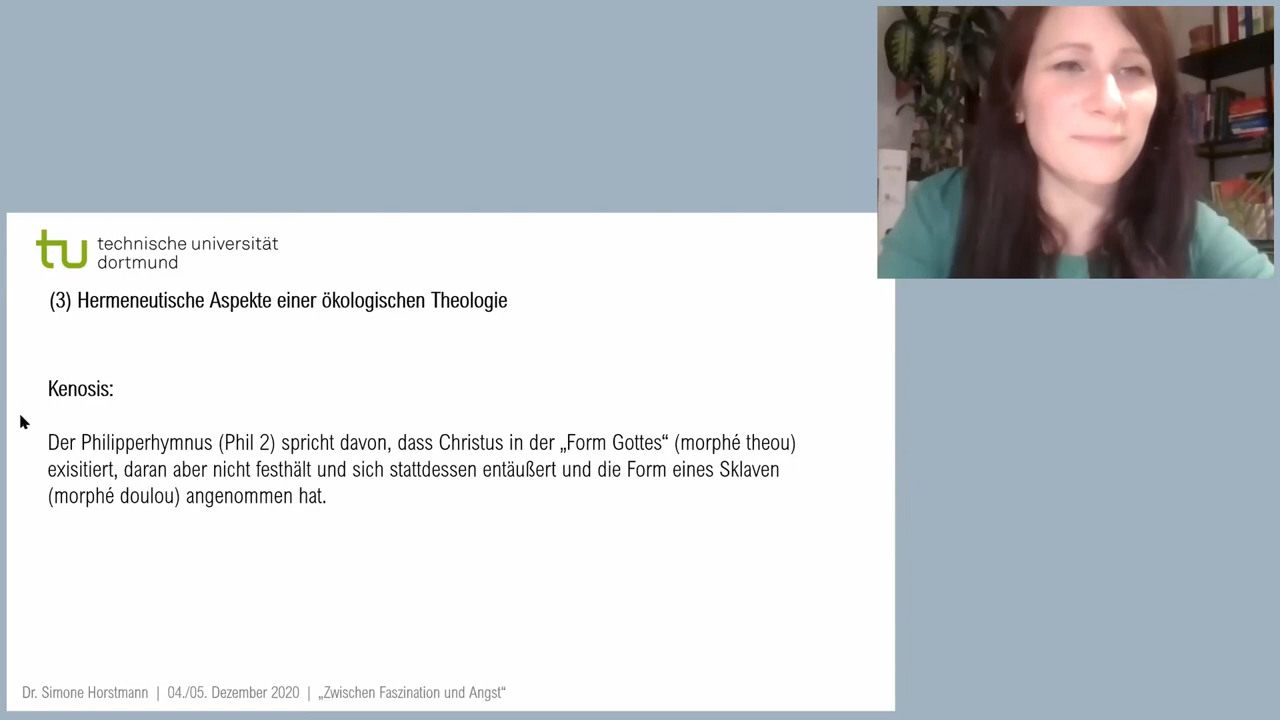 technische universität
dortmund
(3) Hermeneutische Aspekte einer ökologischen Theologie
Kenosis:
Der Philipperhymnus (Phil 2) spricht davon, dass Christus in der „Form Gottes“ (morphé theou)
exisitiert, daran aber nicht festhält und sich stattdessen entäußert und die Form eines Sklaven
(morphé doulou) angenommen hat.
Dr. Simone Horstmann | 04./05. Dezember 2020 | „Zwischen Faszination und Angst“